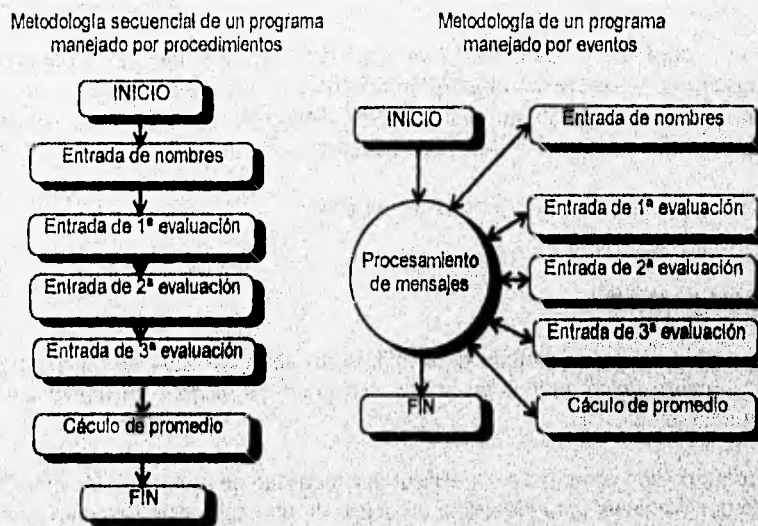 Metodología secuencial de un programa
manejado por procedimientos
INICIO
Entrada de nombres
Entrada de 1ª evaluación
Entrada de 2ª evaluación
Entrada de 3ª evaluación
Cáculo de promedio
FIN
Metodología de un programa
manejado por eventos
INICIO
Procesamiento
de mensajes
FIN
Entrada de nombres
Entrada de 1ª evaluación
Entrada de 2ª evaluación
Entrada de 3ª evaluación
Cáculo de promedio